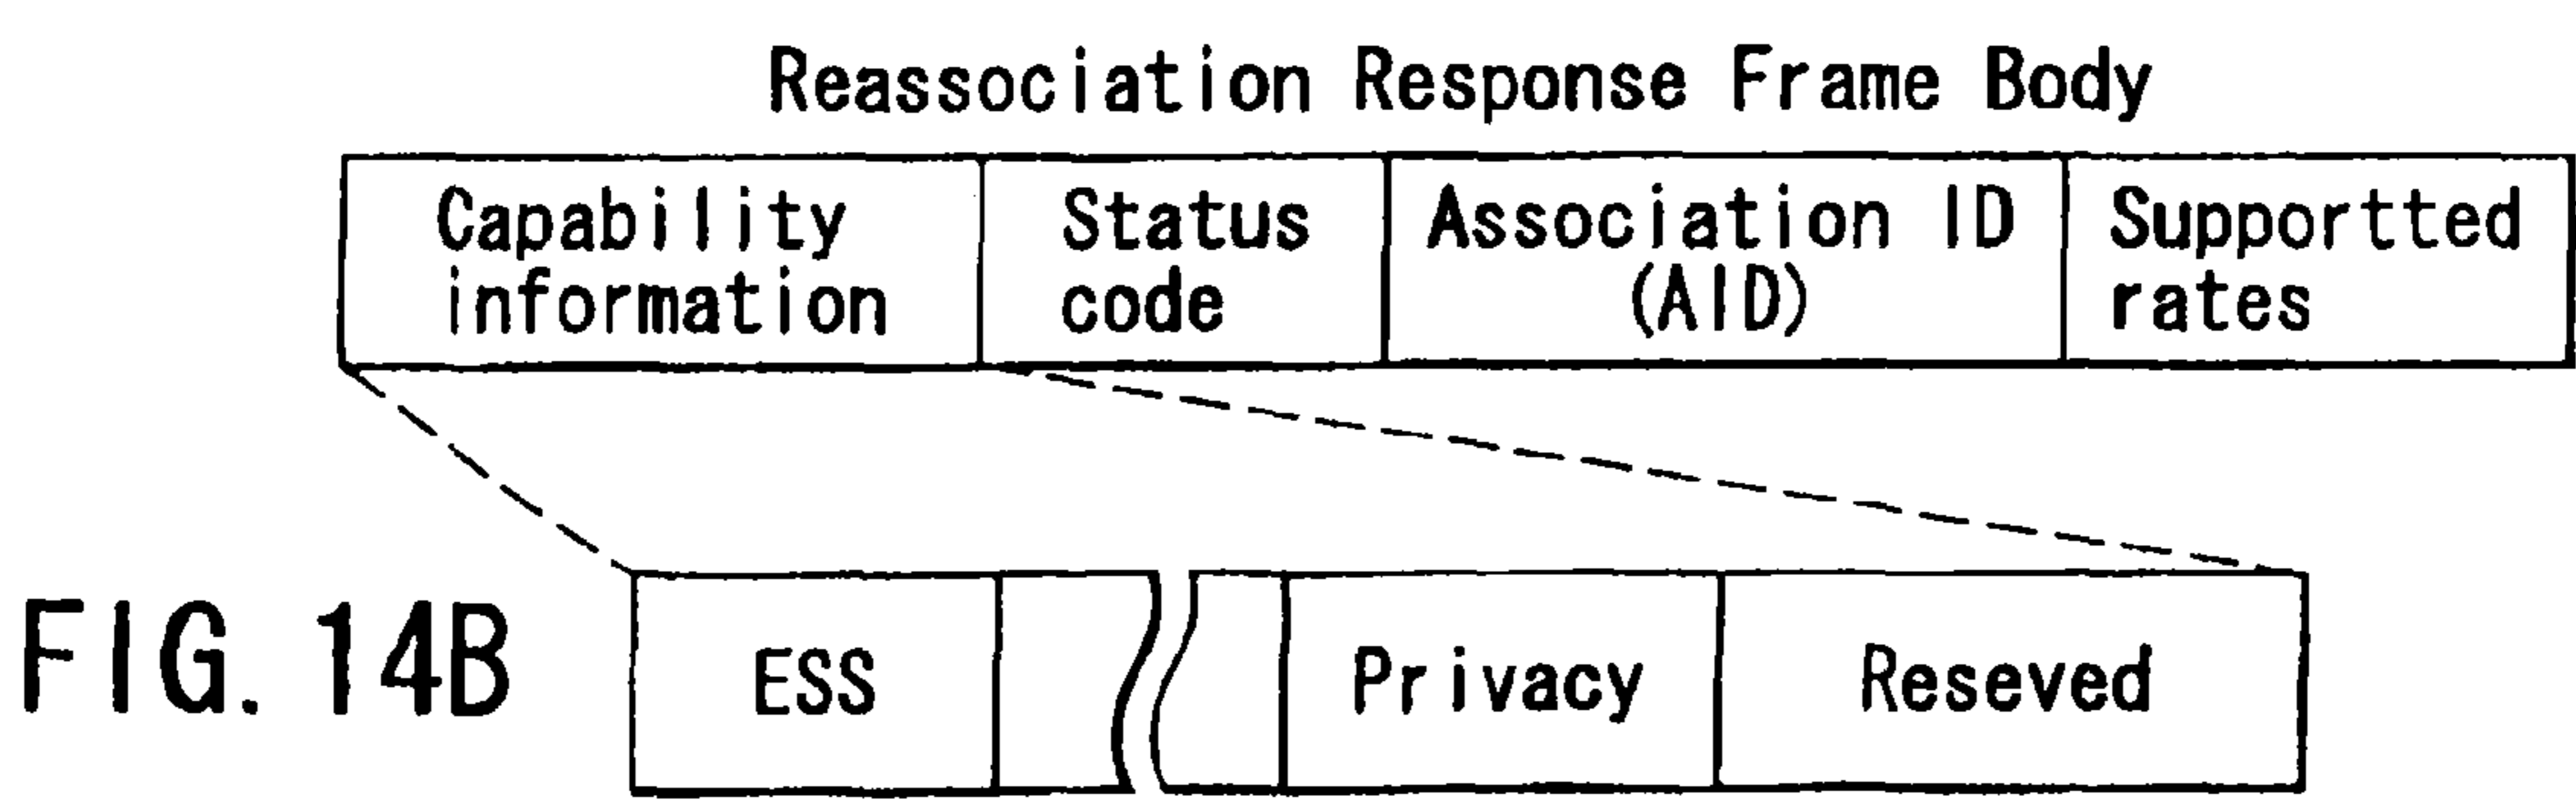 Reassociation Response Frame Body
Capability information
Status code
Association ID (AID)
Supportted rates
FIG. 14B
ESS
Privacy
Reseved